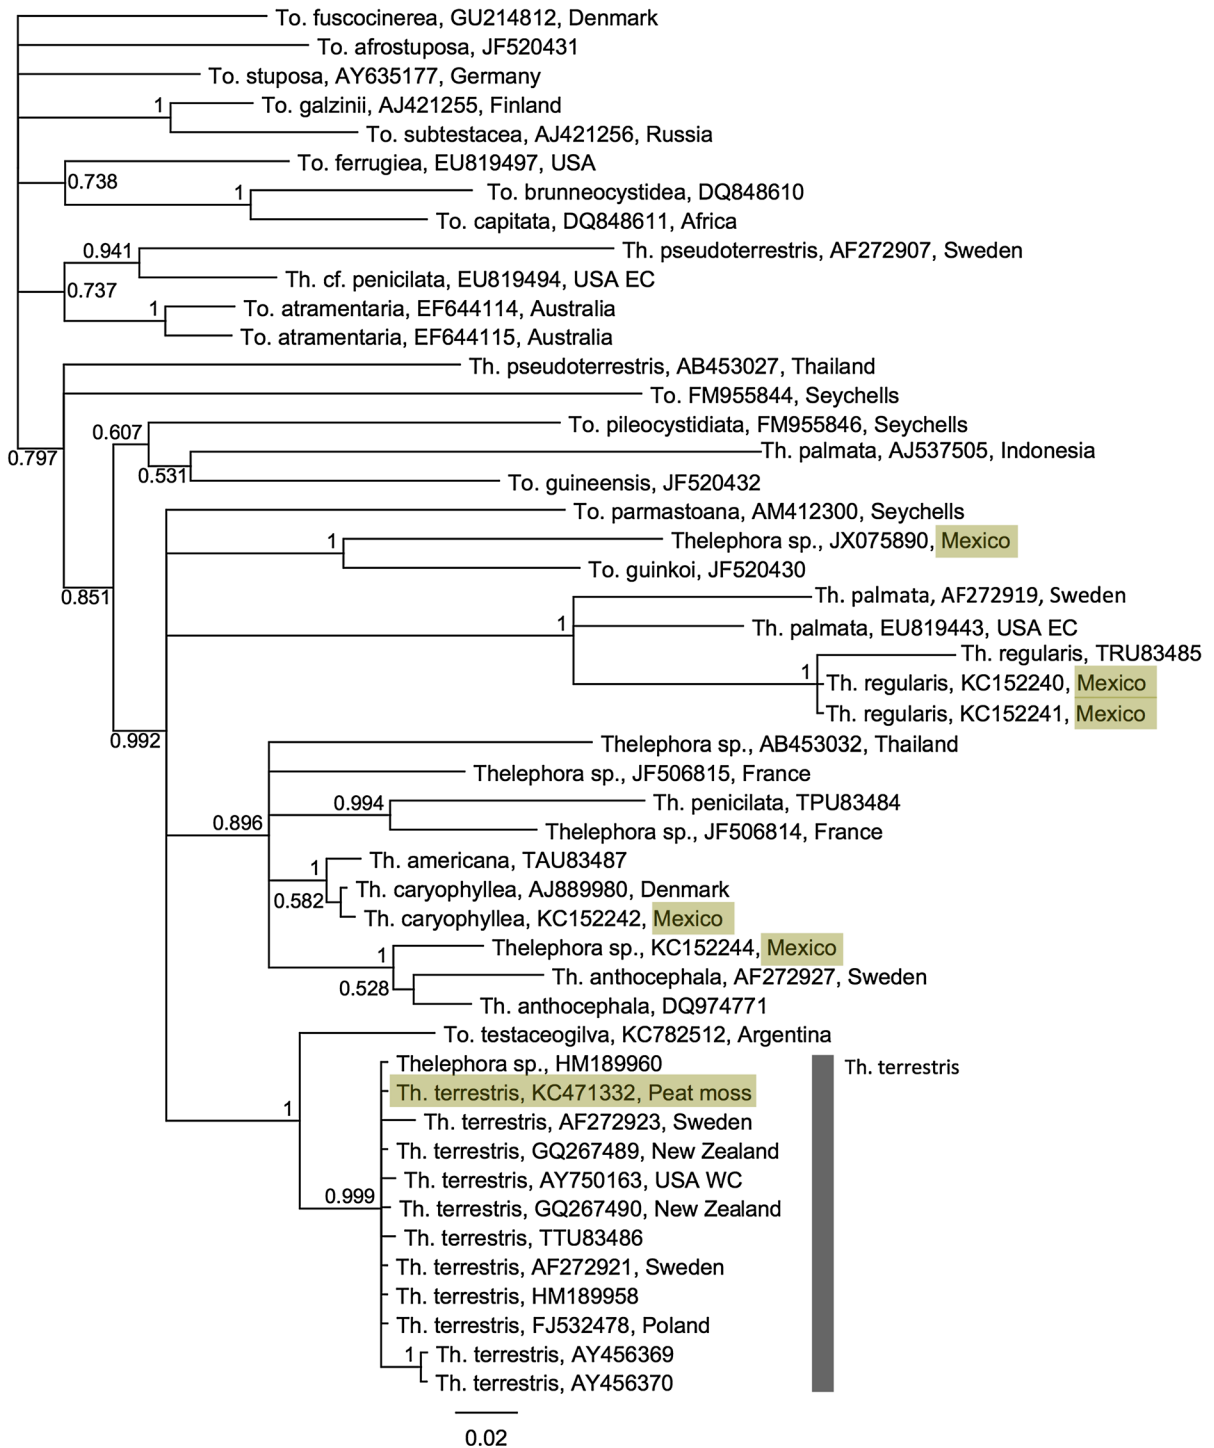 To. fuscocinerea, GU214812, Denmark
To. afrostuposa, JF520431
To. stuposa, AY635177, Germany
1
To. galzinii, AJ421255, Finland
To. subtestacea, AJ421256, Russia
To. ferrugiea, EU819497, USA
0.738
1
To. brunneocystidea, DQ848610
To. capitata, DQ848611, Africa
0.941
Th. pseudoterrestris, AF272907, Sweden
Th. cf. penicilata, EU819494, USA EC
0.737
1
To. atramentaria, EF644114, Australia
To. atramentaria, EF644115, Australia
Th. pseudoterrestris, AB453027, Thailand
To. FM955844, Seychells
0.607
To. pileocystidiata, FM955846, Seychells
0.797
Th. palmata, AJ537505, Indonesia
0.531
To. guineensis, JF520432
To. parmastoana, AM412300, Seychells
1
Thelephora sp., JX075890, Mexico
To. guinkoi, JF520430
0.851
Th. palmata, AF272919, Sweden
1
Th. palmata, EU819443, USA EC
Th. regularis, TRU83485
1
Th. regularis, KC152240, Mexico
Th. regularis, KC152241, Mexico
0.992
Thelephora sp., AB453032, Thailand
Thelephora sp., JF506815, France
0.994
Th. penicilata, TPU83484
0.896
Thelephora sp., JF506814, France
1
Th. americana, TAU83487
Th. caryophyllea, AJ889980, Denmark
0.582
Th. caryophyllea, KC152242, Mexico
1
Thelephora sp., KC152244, Mexico
Th. anthocephala, AF272927, Sweden
0.528
Th. anthocephala, DQ974771
To. testaceogilva, KC782512, Argentina
Thelephora sp., HM189960
Th. terrestris
Th. terrestris, KC471332, Peat moss
1
Th. terrestris, AF272923, Sweden
Th. terrestris, GQ267489, New Zealand
Th. terrestris, AY750163, USA WC
0.999
Th. terrestris, GQ267490, New Zealand
Th. terrestris, TTU83486
Th. terrestris, AF272921, Sweden
Th. terrestris, HM189958
Th. terrestris, FJ532478, Poland
1
Th. terrestris, AY456369
Th. terrestris, AY456370
0.02